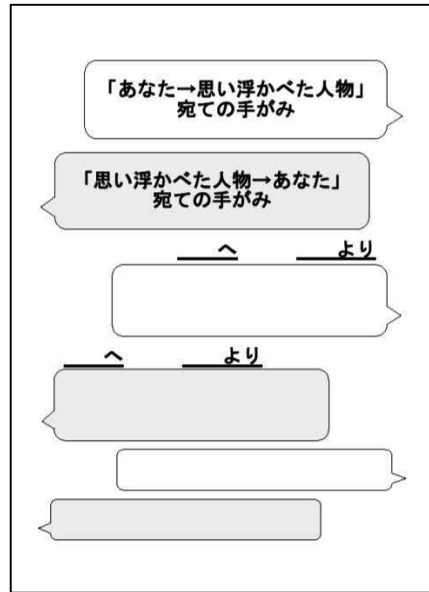 「あなた→思い浮かべた人物」
宛ての手がみ
「思い浮かべた人物→あなた」
宛ての手がみ
へ　より
へ　より